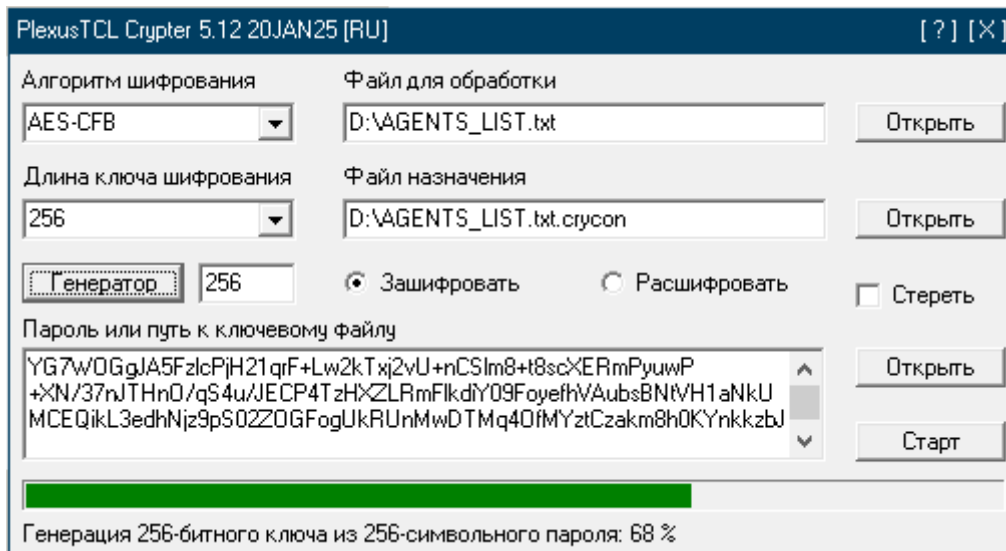 PlexusTCL Crypter 5.12 20JAN25 [RU] [ ? ] [ X ]
Алгоритм шифрования Файл для обработки
AES-CFB D:\AGENTS_LIST.txt Открыть
Длина ключа шифрования Файл назначения
256 D:\AGENTS_LIST.txt.crycon Открыть
Генератор 256 Зашифровать Расшифровать Стереть
Пароль или путь к ключевому файлу
YG7WOGgJA5FzlcPjH21qrF+Lw2kTxj2vU+nCSlm8+t8scXERmPyuwP
+XN/37nJTHnO/qS4u/JECP4TzHXZLRmFlkdiY09FoyefhVAubsBNtVH1aNkU
MCEQikL3edhNjz9pS02ZOGFogUkRUnMwDTMq4OfMYztCzakm8h0KYnkkzbJ
Открыть
Старт
Генерация 256-битного ключа из 256-символьного пароля: 68 %